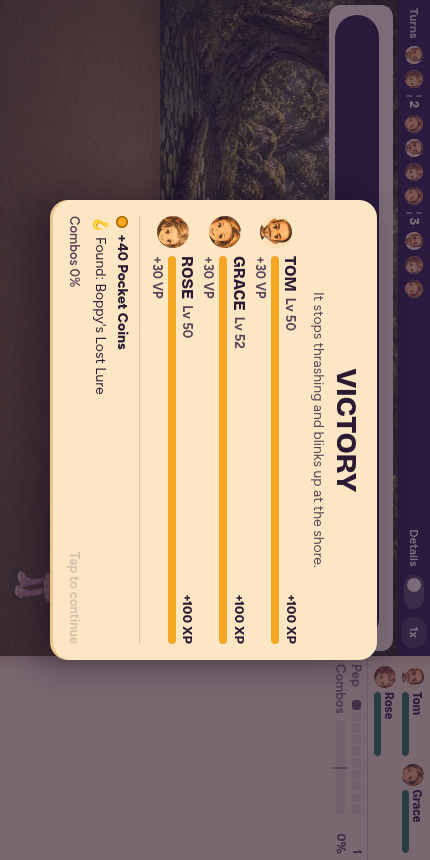 Turns
2
3
Details
1x
VICTORY
It stops thrashing and blinks up at the shore.
TOM Lv 50
+100 XP
+30 VP
GRACE Lv 52
+100 XP
+30 VP
ROSE Lv 50
+100 XP
+30 VP
+40 Pocket Coins
Found: Boppy's Lost Lure
Combos 0%
Tap to continue
Tom
Grace
Rose
Pep
1
Combos
0%